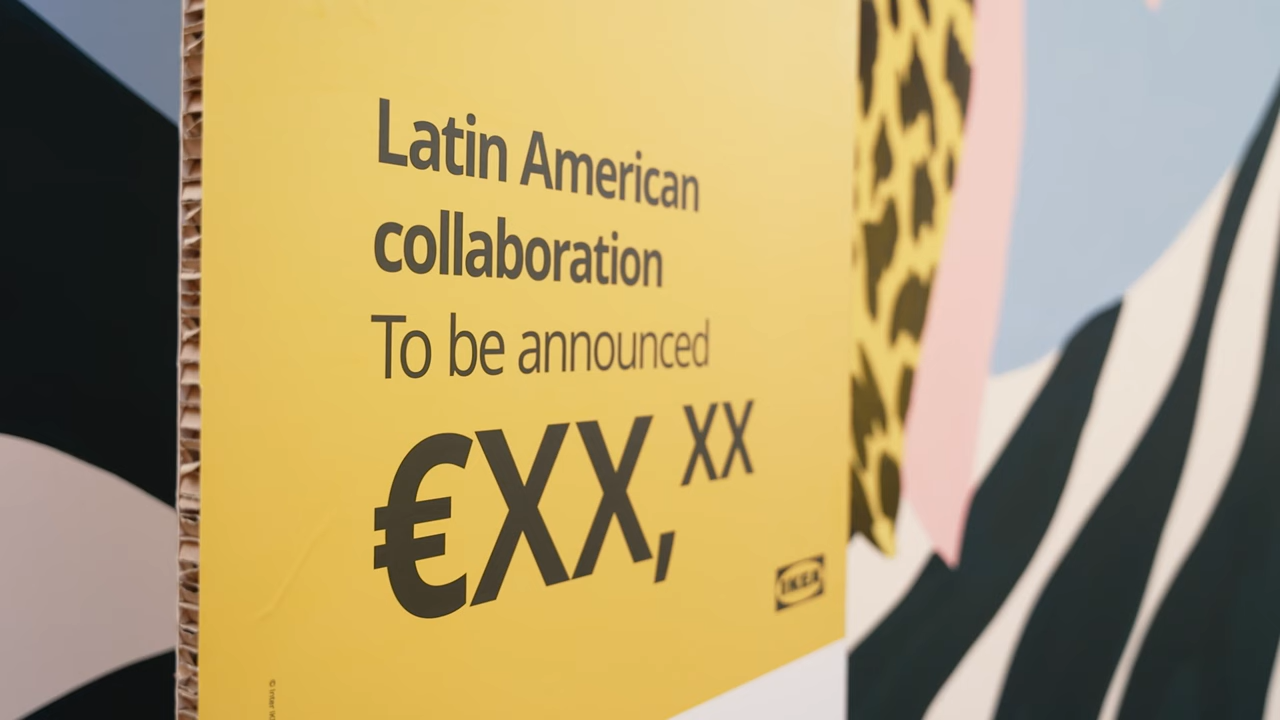 Latin American
collaboration
To be announced
€XX,XX
IKEA